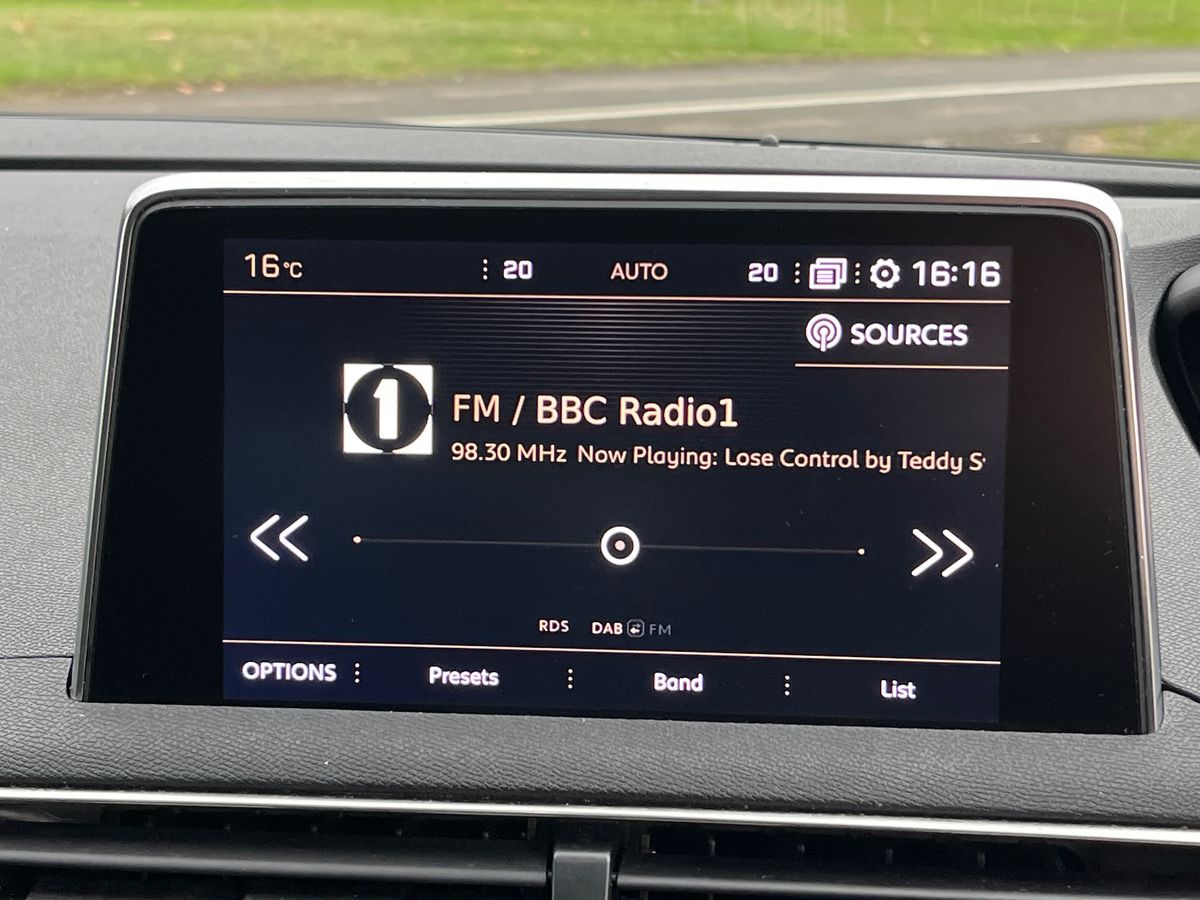 16°C 20 AUTO 20 16:16
SOURCES
1
FM / BBC Radio1
98.30 MHz Now Playing: Lose Control by Teddy S
RDS DAB FM
OPTIONS Presets Band List